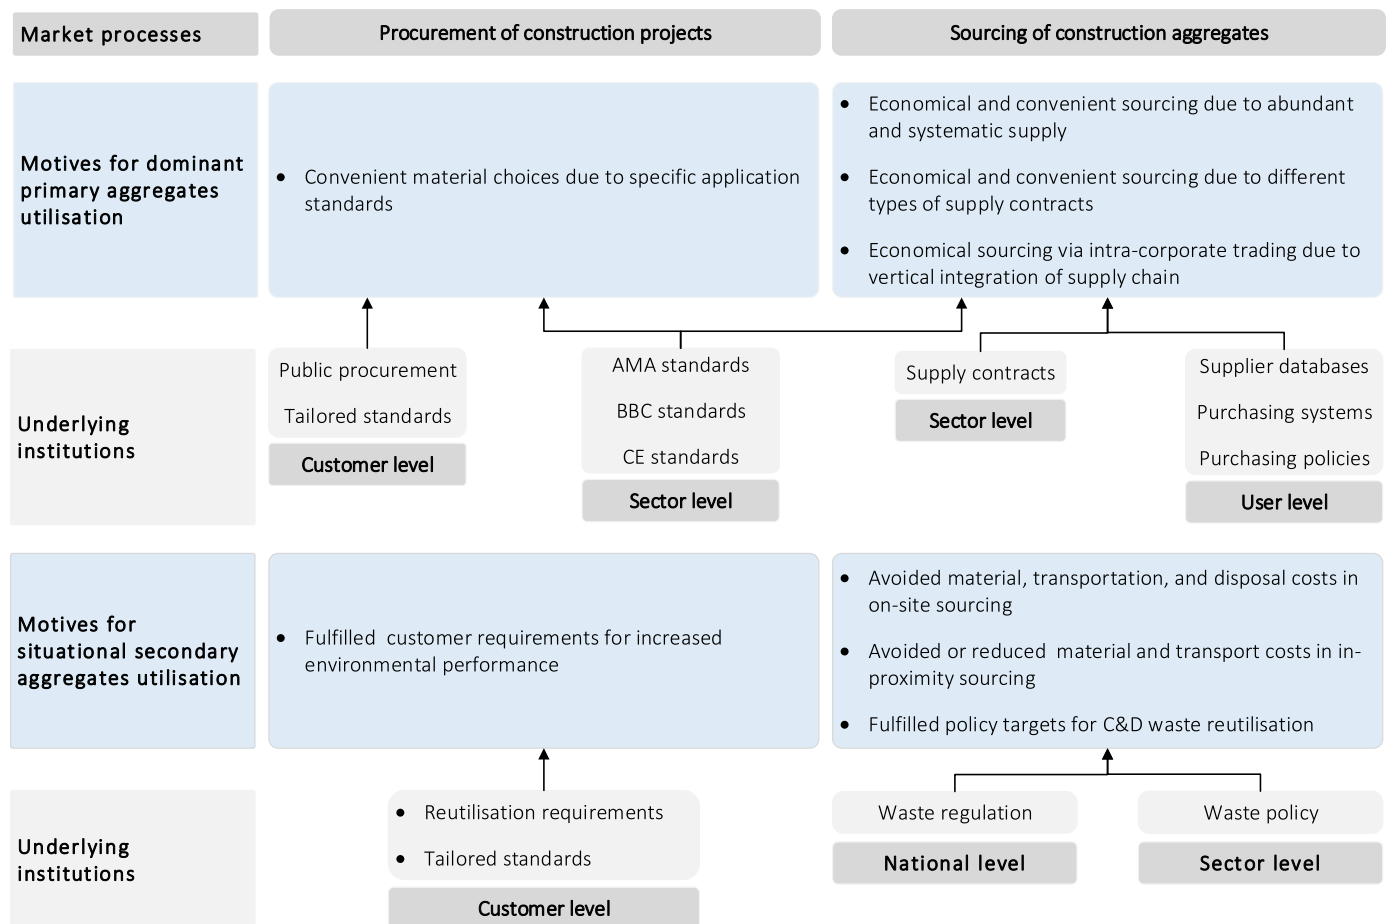 Market processes
Procurement of construction projects
Sourcing of construction aggregates
Motives for dominant
primary aggregates
utilisation
• Convenient material choices due to specific application
standards
• Economical and convenient sourcing due to abundant
and systematic supply
• Economical and convenient sourcing due to different
types of supply contracts
• Economical sourcing via intra-corporate trading due to
vertical integration of supply chain
Underlying
institutions
Public procurement
Tailored standards
Customer level
AMA standards
BBC standards
CE standards
Sector level
Supply contracts
Sector level
Supplier databases
Purchasing systems
Purchasing policies
User level
Motives for
situational secondary
aggregates utilisation
• Fulfilled customer requirements for increased
environmental performance
• Avoided material, transportation, and disposal costs in
on-site sourcing
• Avoided or reduced material and transport costs in in-
proximity sourcing
• Fulfilled policy targets for C&D waste reutilisation
Underlying
institutions
• Reutilisation requirements
• Tailored standards
Customer level
Waste regulation
National level
Waste policy
Sector level